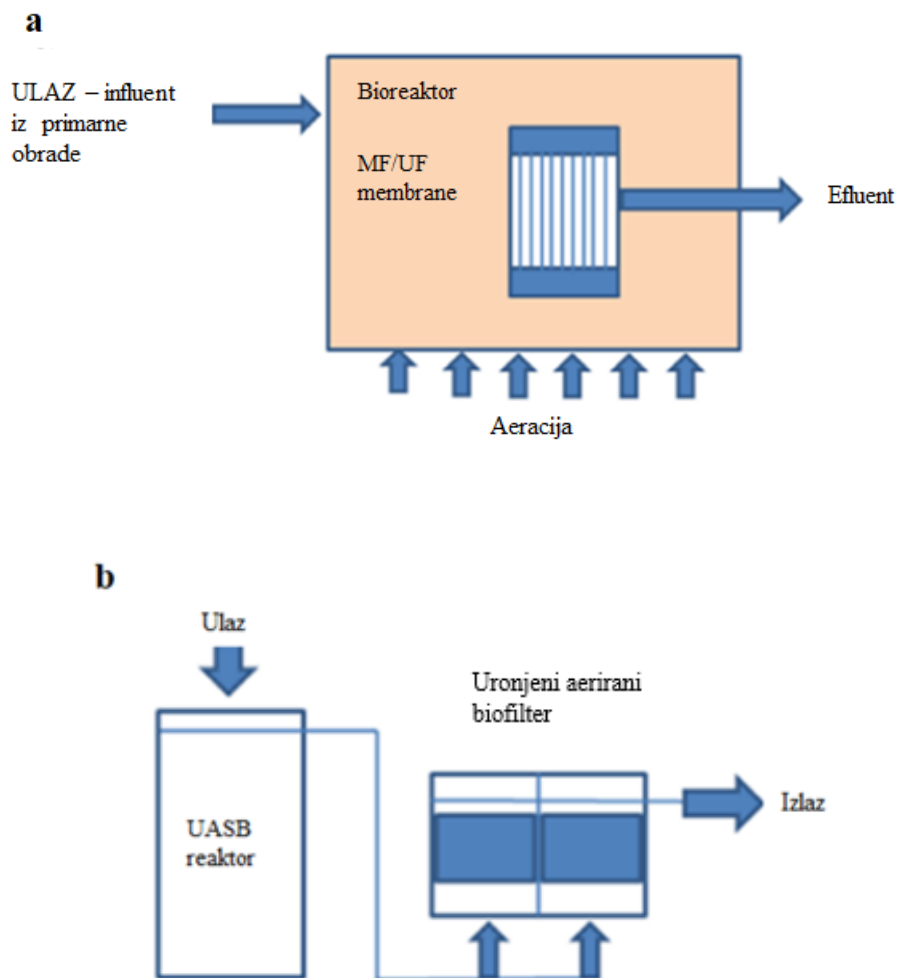 a
ULAZ – influent
iz primarne
obrade
Bioreaktor
MF/UF
membrane
Efluent
Aeracija
b
Ulaz
Uronjeni aerirani
biofilter
UASB
reaktor
Izlaz